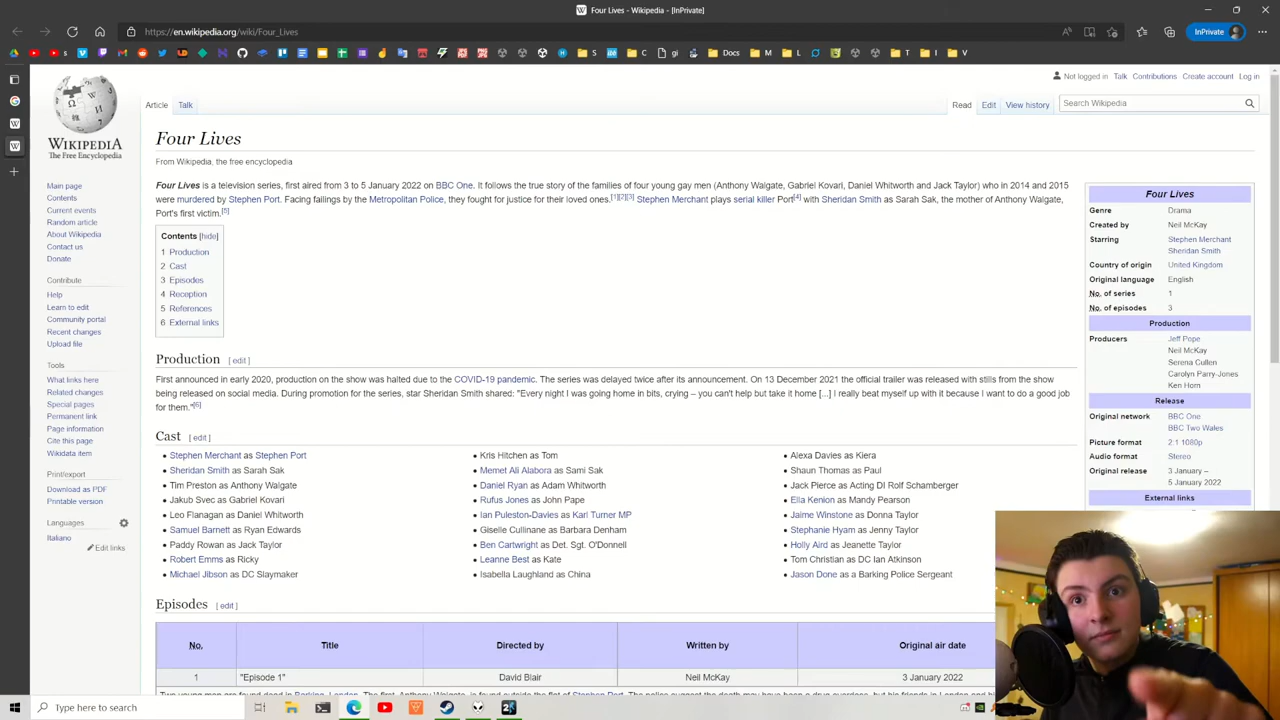 Four Lives - Wikipedia - [InPrivate]
https://en.wikipedia.org/wiki/Four_Lives
InPrivate
S
C
gi
Docs
M
L
T
I
V
Not logged in Talk Contributions Create account Log in
Article Talk
Read Edit View history
Search Wikipedia
WIKIPEDIA
The Free Encyclopedia
Main page
Contents
Current events
Random article
About Wikipedia
Contact us
Donate
Contribute
Help
Learn to edit
Community portal
Recent changes
Upload file
Tools
What links here
Related changes
Special pages
Permanent link
Page information
Cite this page
Wikidata item
Print/export
Download as PDF
Printable version
Languages
Italiano
Edit links
Four Lives
From Wikipedia, the free encyclopedia
Four Lives is a television series, first aired from 3 to 5 January 2022 on BBC One. It follows the true story of the families of four young gay men (Anthony Walgate, Gabriel Kovari, Daniel Whitworth and Jack Taylor) who in 2014 and 2015
were murdered by Stephen Port. Facing failings by the Metropolitan Police, they fought for justice for their loved ones.[1][2][3] Stephen Merchant plays serial killer Port[4] with Sheridan Smith as Sarah Sak, the mother of Anthony Walgate,
Port's first victim.[5]
Contents [hide]
1 Production
2 Cast
3 Episodes
4 Reception
5 References
6 External links
Production [ edit ]
First announced in early 2020, production on the show was halted due to the COVID-19 pandemic. The series was delayed twice after its announcement. On 13 December 2021 the official trailer was released with stills from the show
being released on social media. During promotion for the series, star Sheridan Smith shared: "Every night I was going home in bits, crying – you can't help but take it home [...] I really beat myself up with it because I want to do a good job
for them."[6]
Cast [ edit ]
• Stephen Merchant as Stephen Port
• Sheridan Smith as Sarah Sak
• Tim Preston as Anthony Walgate
• Jakub Svec as Gabriel Kovari
• Leo Flanagan as Daniel Whitworth
• Samuel Barnett as Ryan Edwards
• Paddy Rowan as Jack Taylor
• Robert Emms as Ricky
• Michael Jibson as DC Slaymaker
• Kris Hitchen as Tom
• Memet Ali Alabora as Sami Sak
• Daniel Ryan as Adam Whitworth
• Rufus Jones as John Pape
• Ian Puleston-Davies as Karl Turner MP
• Giselle Cullinane as Barbara Denham
• Ben Cartwright as Det. Sgt. O'Donnell
• Leanne Best as Kate
• Isabella Laughland as China
• Alexa Davies as Kiera
• Shaun Thomas as Paul
• Jack Pierce as Acting DI Rolf Schamberger
• Ella Kenion as Mandy Pearson
• Jaime Winstone as Donna Taylor
• Stephanie Hyam as Jenny Taylor
• Holly Aird as Jeanette Taylor
• Tom Christian as DC Ian Atkinson
• Jason Done as a Barking Police Sergeant
Episodes [ edit ]
No. Title Directed by Written by Original air date
1 "Episode 1" David Blair Neil McKay 3 January 2022
Four Lives
Genre Drama
Created by Neil McKay
Starring Stephen Merchant
Sheridan Smith
Country of origin United Kingdom
Original language English
No. of series 1
No. of episodes 3
Production
Producers Jeff Pope
Neil McKay
Serena Cullen
Carolyn Parry-Jones
Ken Horn
Release
Original network BBC One
BBC Two Wales
Picture format 2:1 1080p
Audio format Stereo
Original release 3 January –
5 January 2022
External links
Type here to search